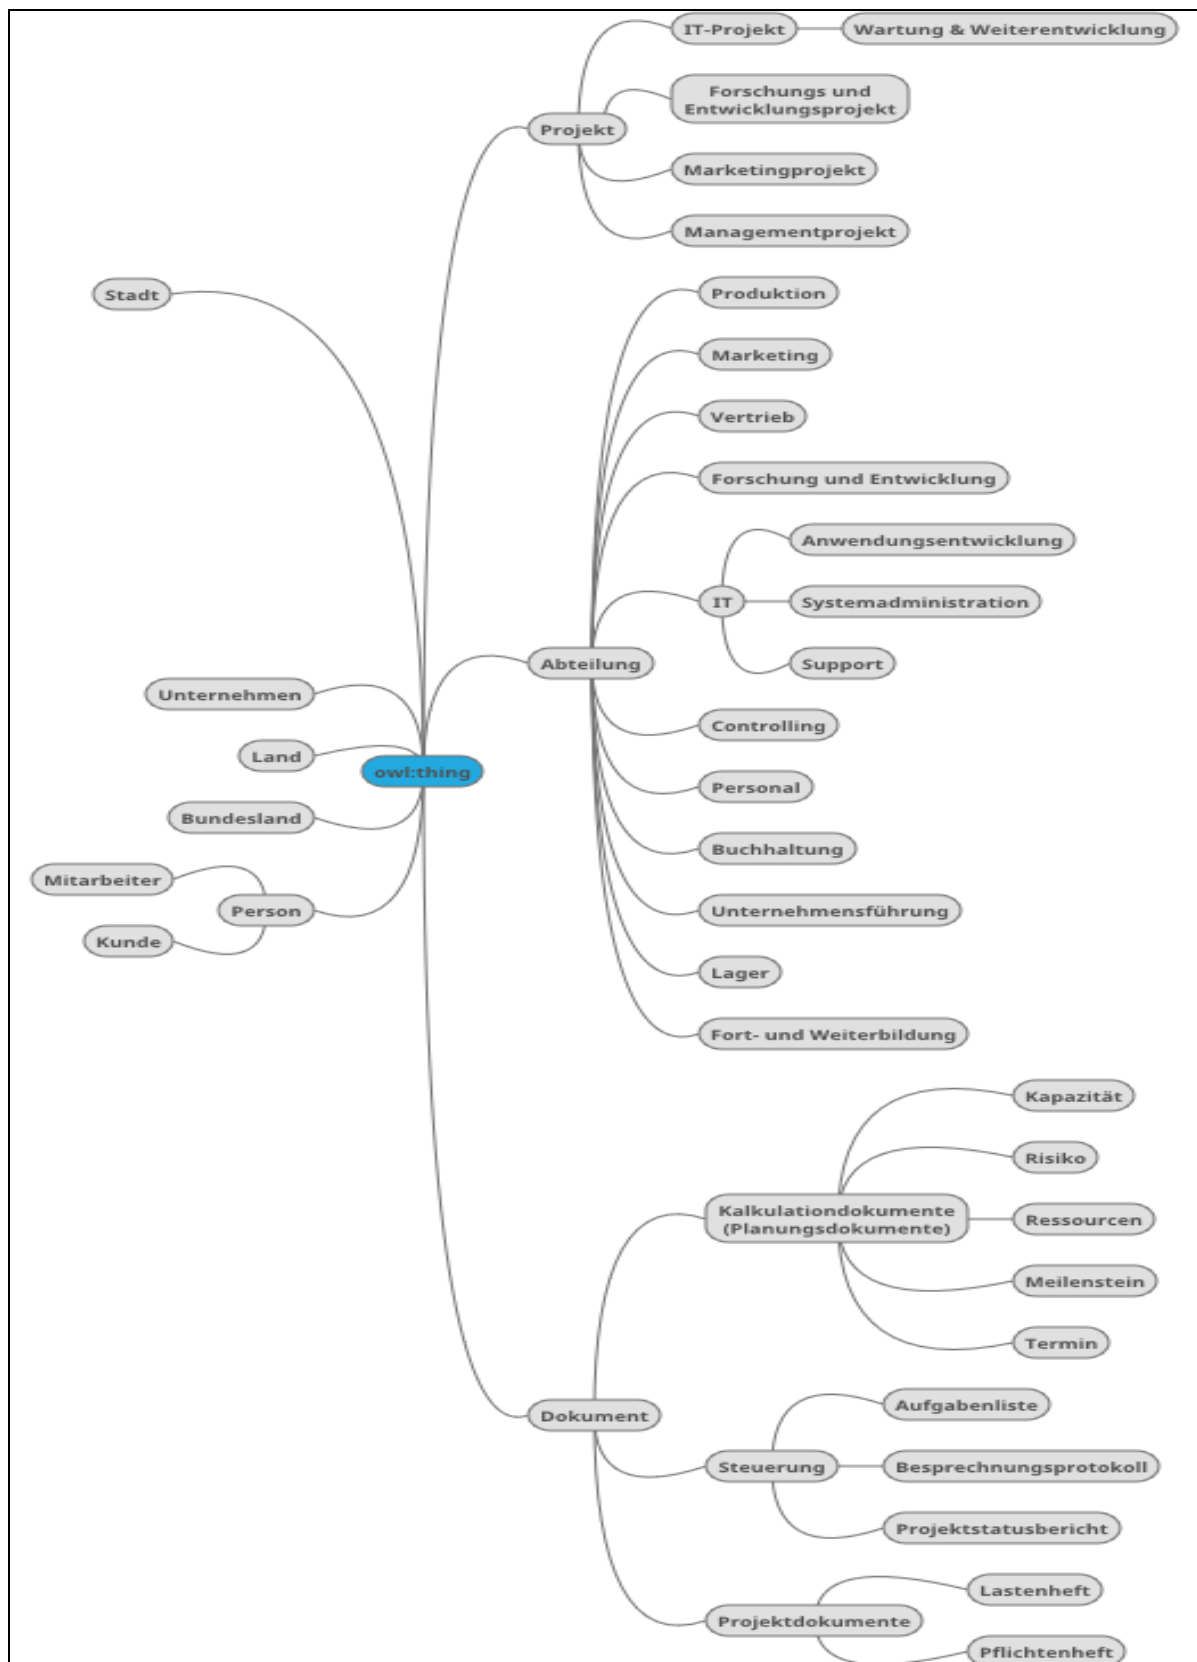 IT-Projekt
Wartung & Weiterentwicklung
Forschungs und
Entwicklungsprojekt
Projekt
Marketingprojekt
Managementprojekt
Stadt
Produktion
Marketing
Vertrieb
Forschung und Entwicklung
Anwendungsentwicklung
IT
Systemadministration
Support
Abteilung
Unternehmen
Controlling
Land
owl:thing
Personal
Bundesland
Buchhaltung
Mitarbeiter
Person
Unternehmensführung
Kunde
Lager
Fort- und Weiterbildung
Kapazität
Risiko
Kalkulationdokumente
(Planungsdokumente)
Ressourcen
Meilenstein
Termin
Dokument
Aufgabenliste
Steuerung
Besprechnungsprotokoll
Projektstatusbericht
Lastenheft
Projektdokumente
Pflichtenheft